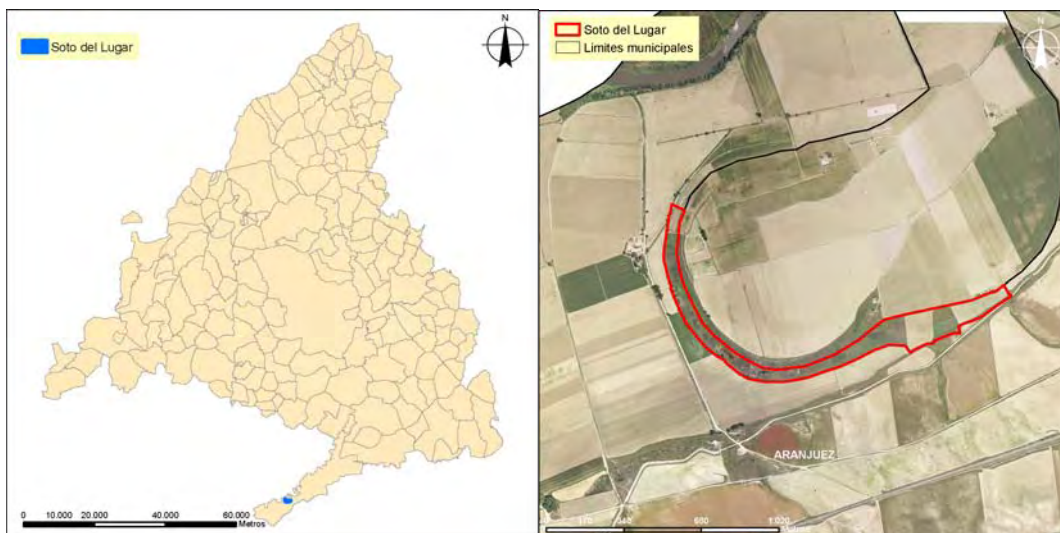 Soto del Lugar
N
0
10.000
20.000
40.000
60.000
Metros
Soto del Lugar
Límites municipales
N
ARANJUEZ
0